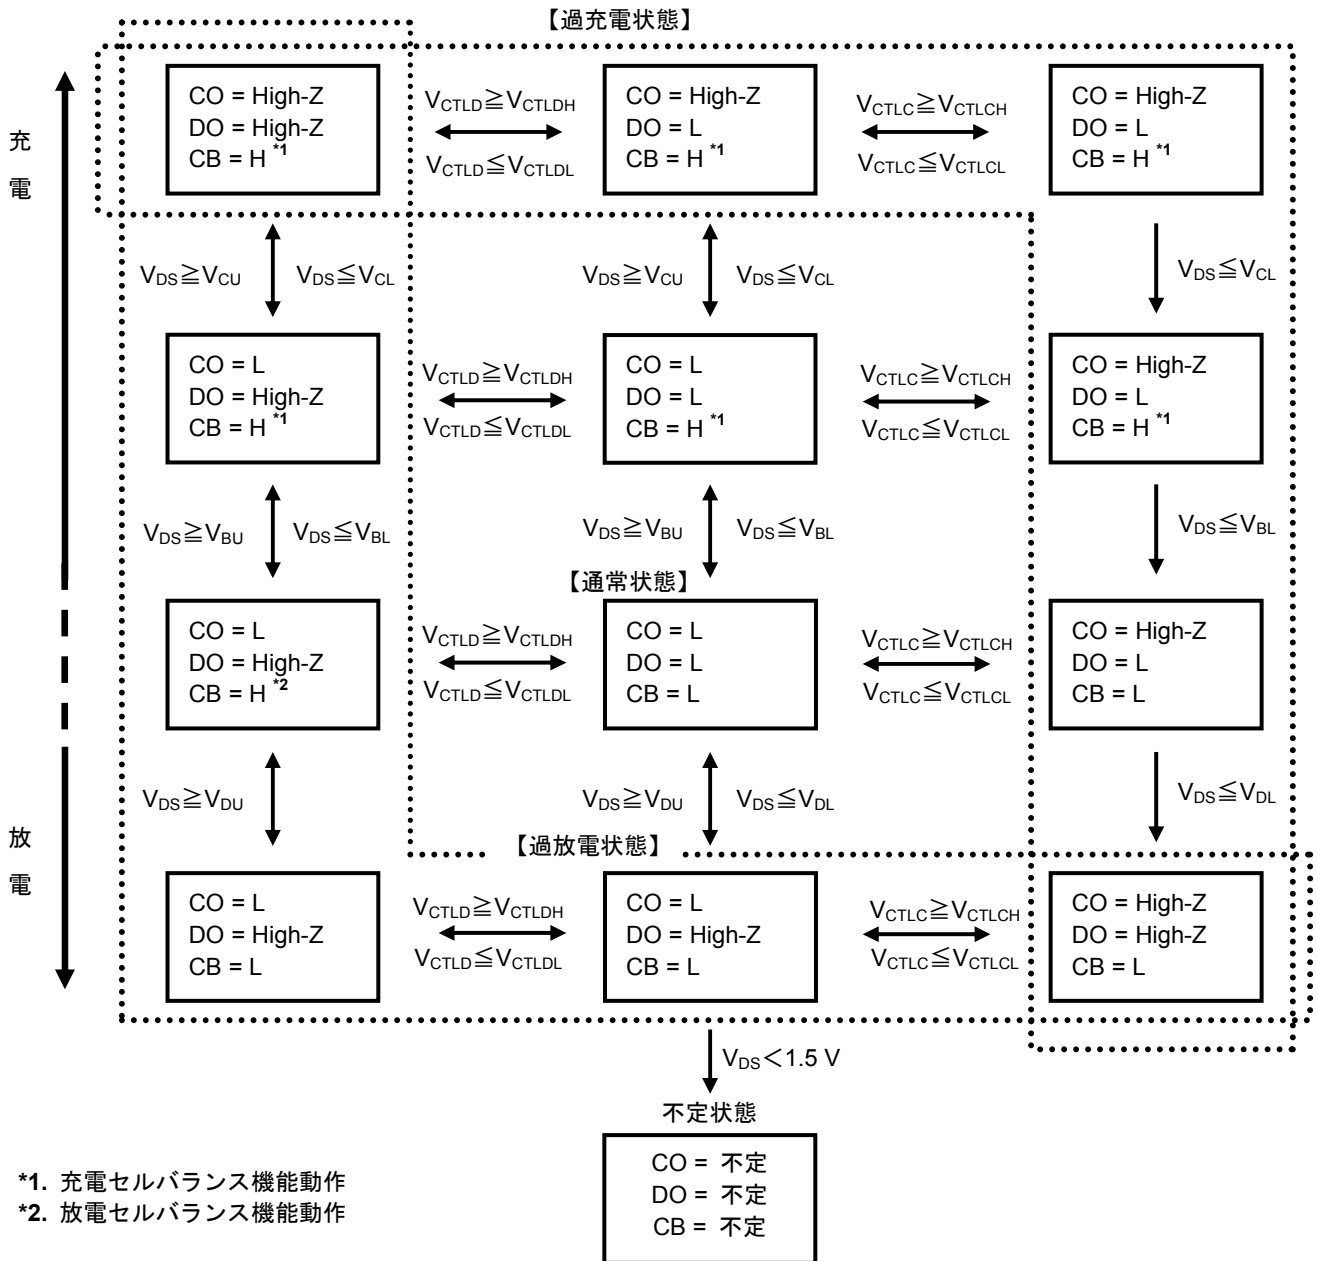 【過充電状態】
充
電
CO = High-Z
DO = High-Z
CB = H *1
VCTLD≧VCTLDH
VCTLD≦VCTLDL
CO = High-Z
DO = L
CB = H *1
VCTLC≧VCTLCH
VCTLC≦VCTLCL
CO = High-Z
DO = L
CB = H *1
VDS≧VCU
VDS≦VCL
VDS≧VCU
VDS≦VCL
VDS≦VCL
CO = L
DO = High-Z
CB = H *1
VCTLD≧VCTLDH
VCTLD≦VCTLDL
CO = L
DO = L
CB = H *1
VCTLC≧VCTLCH
VCTLC≦VCTLCL
CO = High-Z
DO = L
CB = H *1
VDS≧VBU
VDS≦VBL
VDS≧VBU
VDS≦VBL
VDS≦VBL
【通常状態】
CO = L
DO = High-Z
CB = H *2
VCTLD≧VCTLDH
VCTLD≦VCTLDL
CO = L
DO = L
CB = L
VCTLC≧VCTLCH
VCTLC≦VCTLCL
CO = High-Z
DO = L
CB = L
VDS≧VDU
VDS≧VDU
VDS≦VDL
VDS≦VDL
放
電
【過放電状態】
CO = L
DO = High-Z
CB = L
VCTLD≧VCTLDH
VCTLD≦VCTLDL
CO = L
DO = High-Z
CB = L
VCTLC≧VCTLCH
VCTLC≦VCTLCL
CO = High-Z
DO = High-Z
CB = L
VDS＜1.5 V
不定状態
CO = 不定
DO = 不定
CB = 不定
*1. 充電セルバランス機能動作
*2. 放電セルバランス機能動作